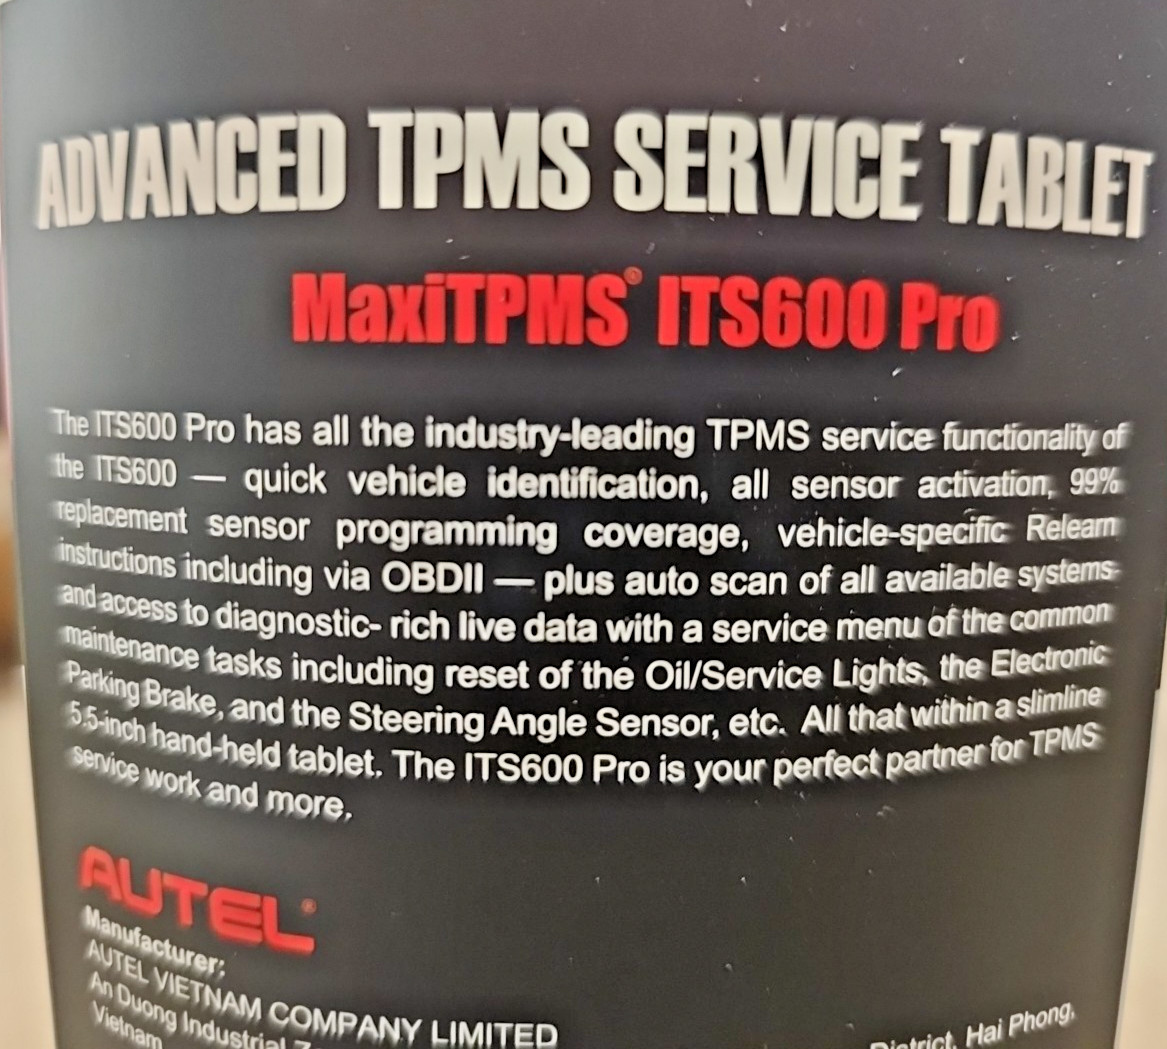 ADVANCED TPMS SERVICE TABLET
MaxiTPMS® ITS600 Pro
The ITS600 Pro has all the industry-leading TPMS service functionality of
the ITS600 — quick vehicle identification, all sensor activation, 99%
replacement sensor programming coverage, vehicle-specific Relearn
instructions including via OBDII — plus auto scan of all available systems
and access to diagnostic- rich live data with a service menu of the common
maintenance tasks including reset of the Oil/Service Lights, the Electronic
Parking Brake, and the Steering Angle Sensor, etc. All that within a slimline
5.5-inch hand-held tablet. The ITS600 Pro is your perfect partner for TPMS
service work and more.
AUTEL®
Manufacturer:
AUTEL VIETNAM COMPANY LIMITED
An Duong Industrial District, Hai Phong,
Vietnam